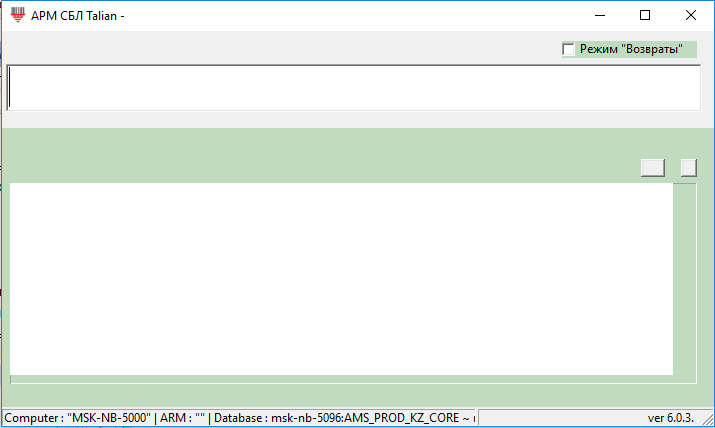 АРМ СБЛ Talian -
Режим "Возвраты"
Computer : "MSK-NB-5000" | ARM : "" | Database : msk-nb-5096:AMS_PROD_KZ_CORE ~
ver 6.0.3.